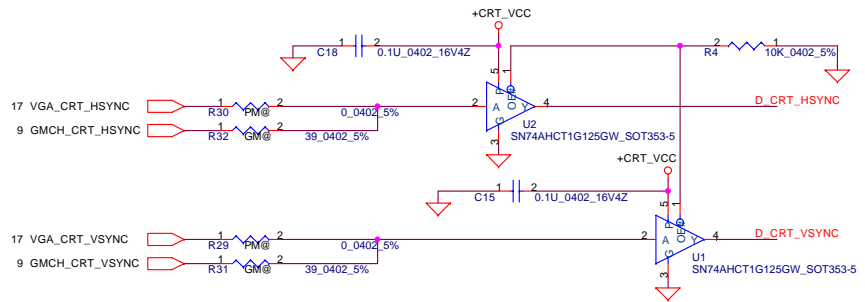 +CRT_VCC
C18 1 2 0.1U_0402_16V4Z
R4 1 10K_0402_5%
5 1
P OE#
17 VGA_CRT_HSYNC 1 R30 PM@ 2 0_0402_5% 2 A Y 4 D_CRT_HSYNC
9 GMCH_CRT_HSYNC 1 R32 GM@ 2 39_0402_5%
G U2
3 SN74AHCT1G125GW_SOT353-5
+CRT_VCC
C15 1 2 0.1U_0402_16V4Z
5 1
P OE#
17 VGA_CRT_VSYNC 1 R29 PM@ 2 0_0402_5% 2 A Y 4 D_CRT_VSYNC
9 GMCH_CRT_VSYNC 1 R31 GM@ 2 39_0402_5%
G U1
3 SN74AHCT1G125GW_SOT353-5